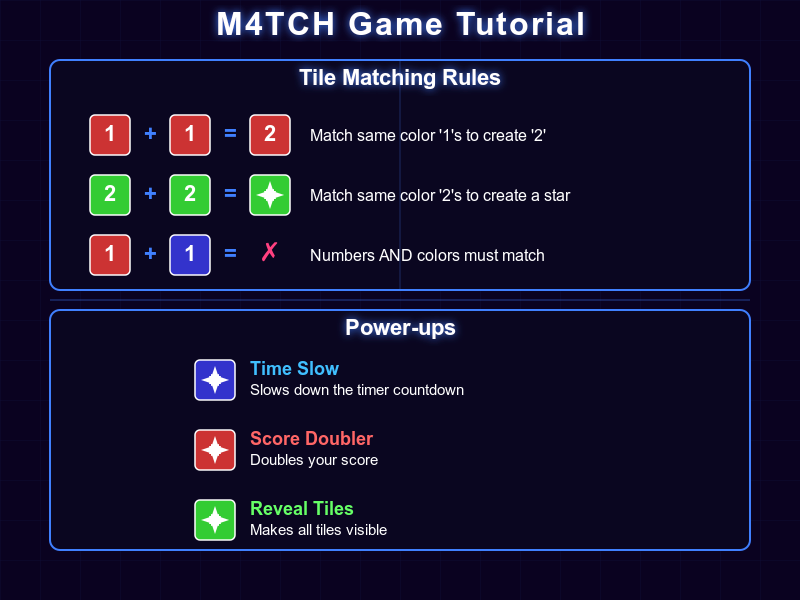 M4TCH Game Tutorial
Tile Matching Rules
1 + 1 = 2 Match same color '1's to create '2'
2 + 2 = Match same color '2's to create a star
1 + 1 = ✗ Numbers AND colors must match
Power-ups
Time Slow
Slows down the timer countdown
Score Doubler
Doubles your score
Reveal Tiles
Makes all tiles visible